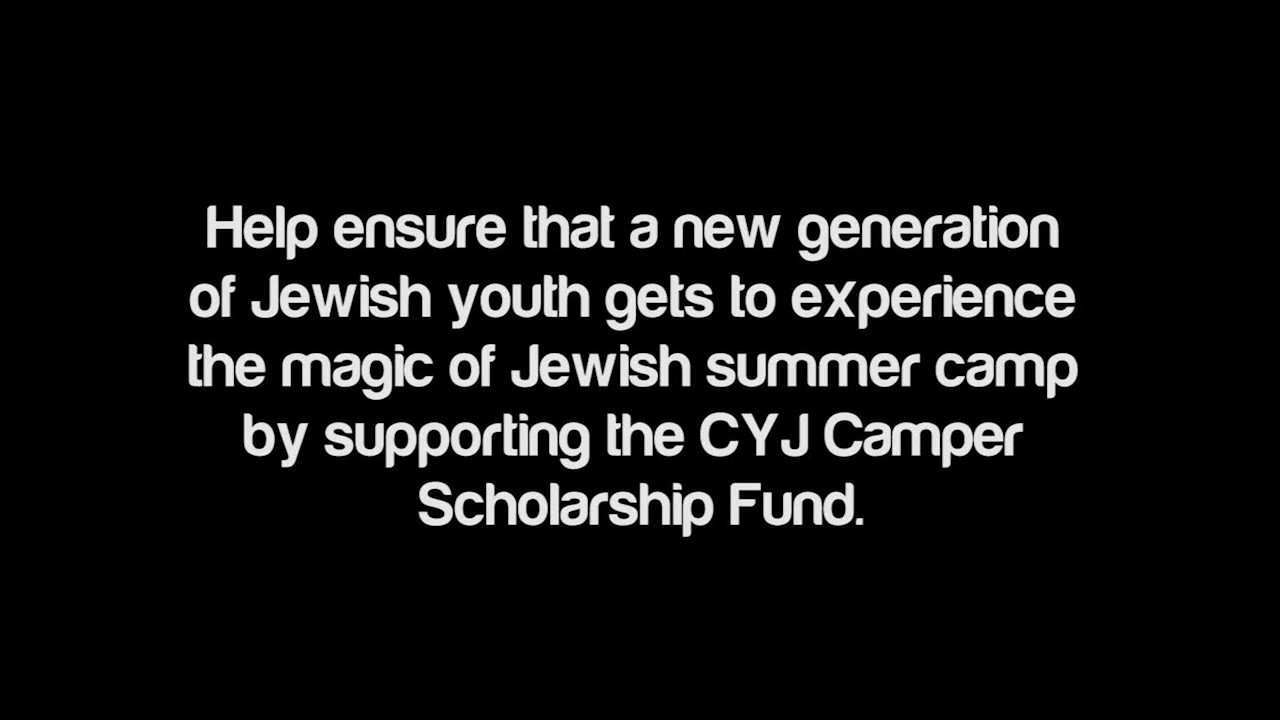 Help ensure that a new generation
of Jewish youth gets to experience
the magic of Jewish summer camp
by supporting the CYJ Camper
Scholarship Fund.